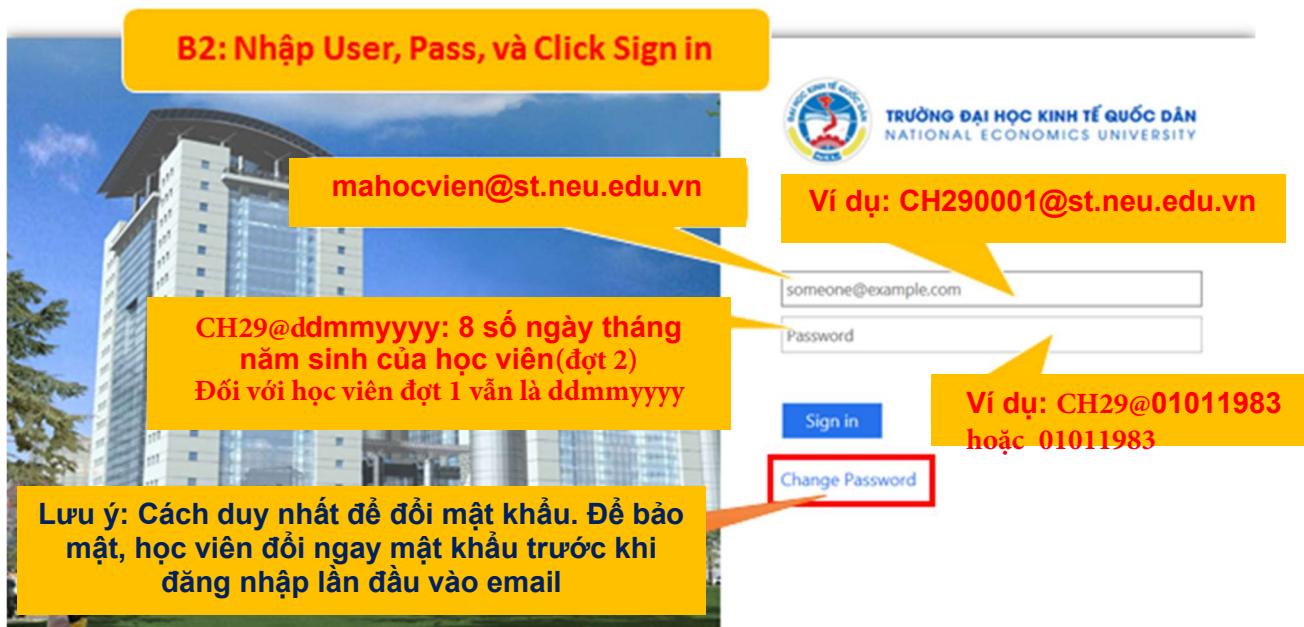 B2: Nhập User, Pass, và Click Sign in
TRƯỜNG ĐẠI HỌC KINH TẾ QUỐC DÂN
NATIONAL ECONOMICS UNIVERSITY
mahocvien@st.neu.edu.vn
Ví dụ: CH290001@st.neu.edu.vn
someone@example.com
Password
CH29@ddmmyyyy: 8 số ngày tháng
năm sinh của học viên(đợt 2)
Đối với học viên đợt 1 vẫn là ddmmyyyy
Ví dụ: CH29@01011983
hoặc 01011983
Sign in
Change Password
Lưu ý: Cách duy nhất để đổi mật khẩu. Để bảo
mật, học viên đổi ngay mật khẩu trước khi
đăng nhập lần đầu vào email